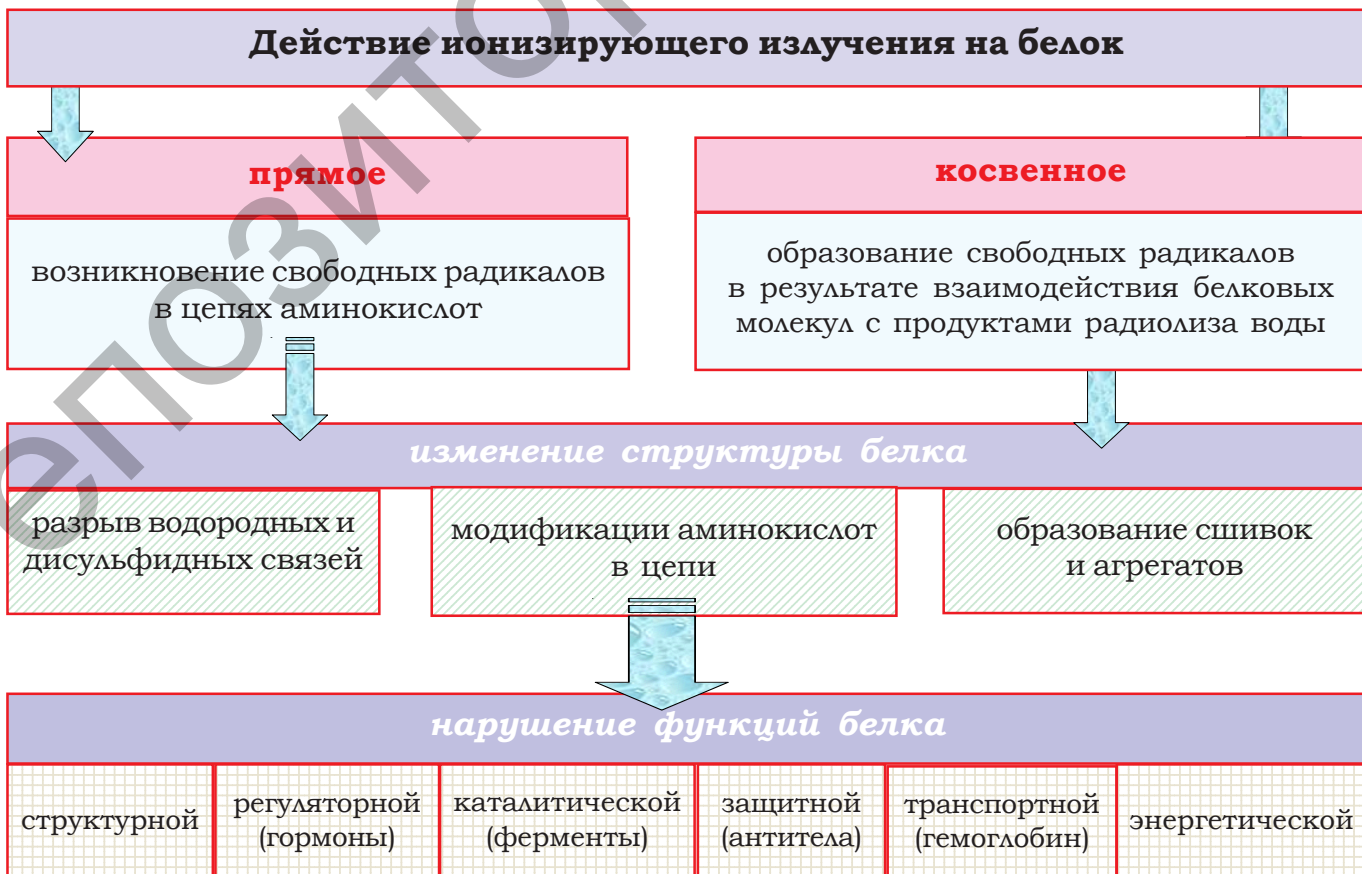 Действие ионизирующего излучения на белок
прямое
возникновение свободных радикалов
в цепях аминокислот
косвенное
образование свободных радикалов
в результате взаимодействия белковых
молекул с продуктами радиолиза воды
изменение структуры белка
разрыв водородных и
дисульфидных связей
модификации аминокислот
в цепи
образование сшивок
и агрегатов
нарушение функций белка
структурной
регуляторной
(гормоны)
каталитической
(ферменты)
защитной
(антитела)
транспортной
(гемоглобин)
энергетической
епозитор